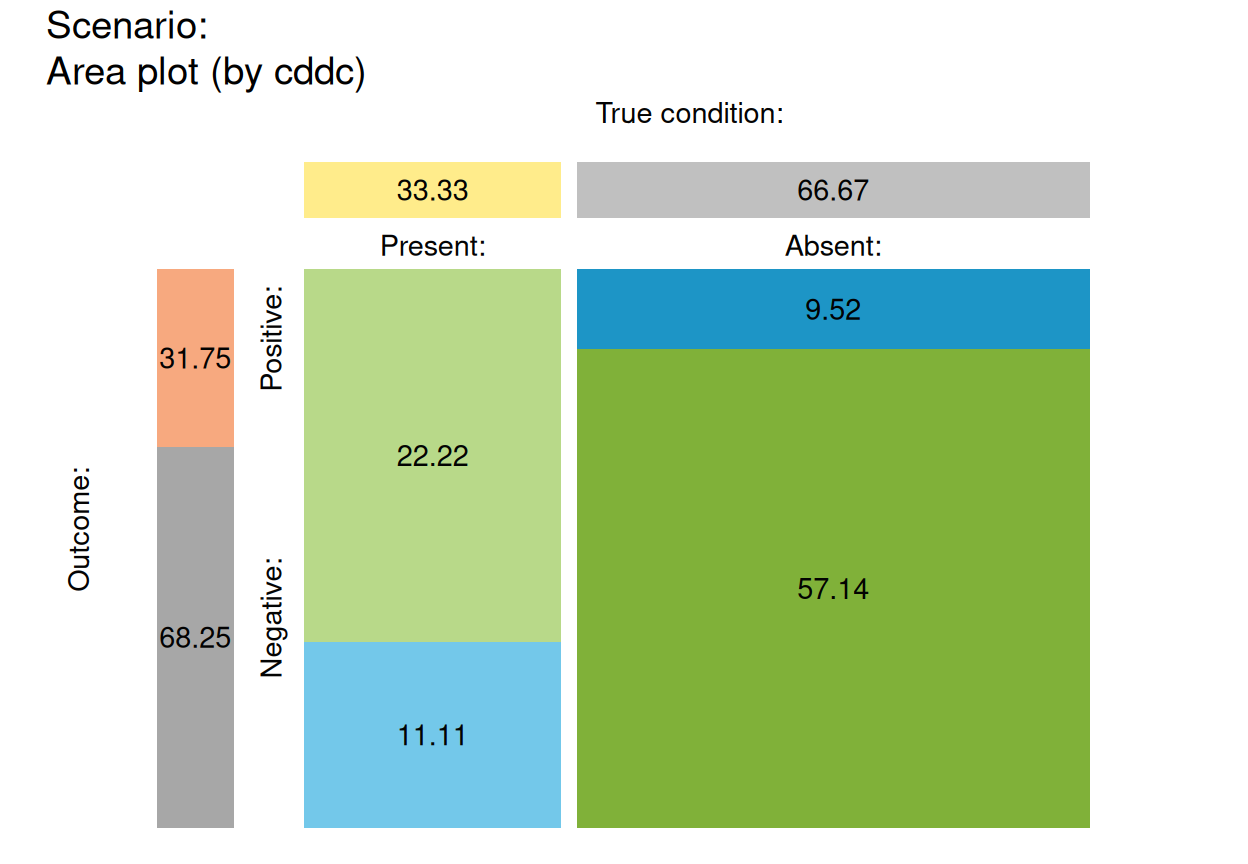 Scenario:
Area plot (by cddc)
True condition:
33.33
66.67
Present:
Absent:
Outcome:
31.75
68.25
Positive:
Negative:
22.22
9.52
11.11
57.14